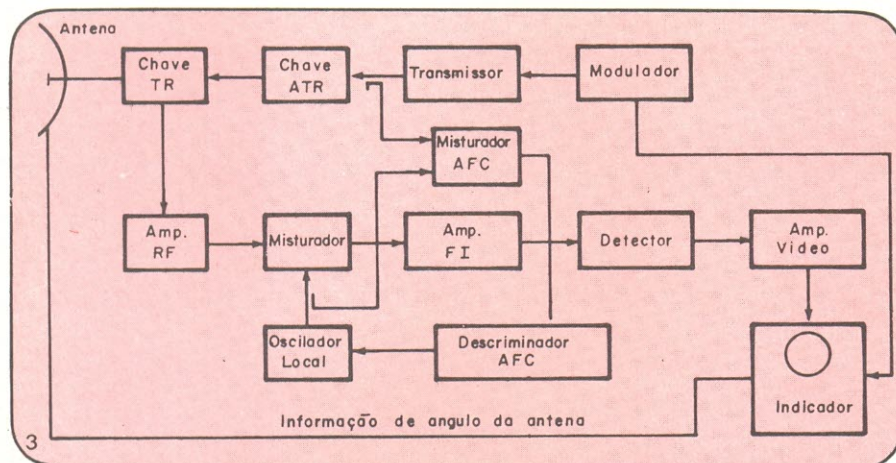 Antena
Chave
TR
Chave
ATR
Transmissor
Modulador
Misturador
AFC
Amp.
RF
Misturador
Amp.
FI
Detector
Amp.
Video
Oscilador
Local
Descriminador
AFC
Indicador
Informação de angulo da antena
3